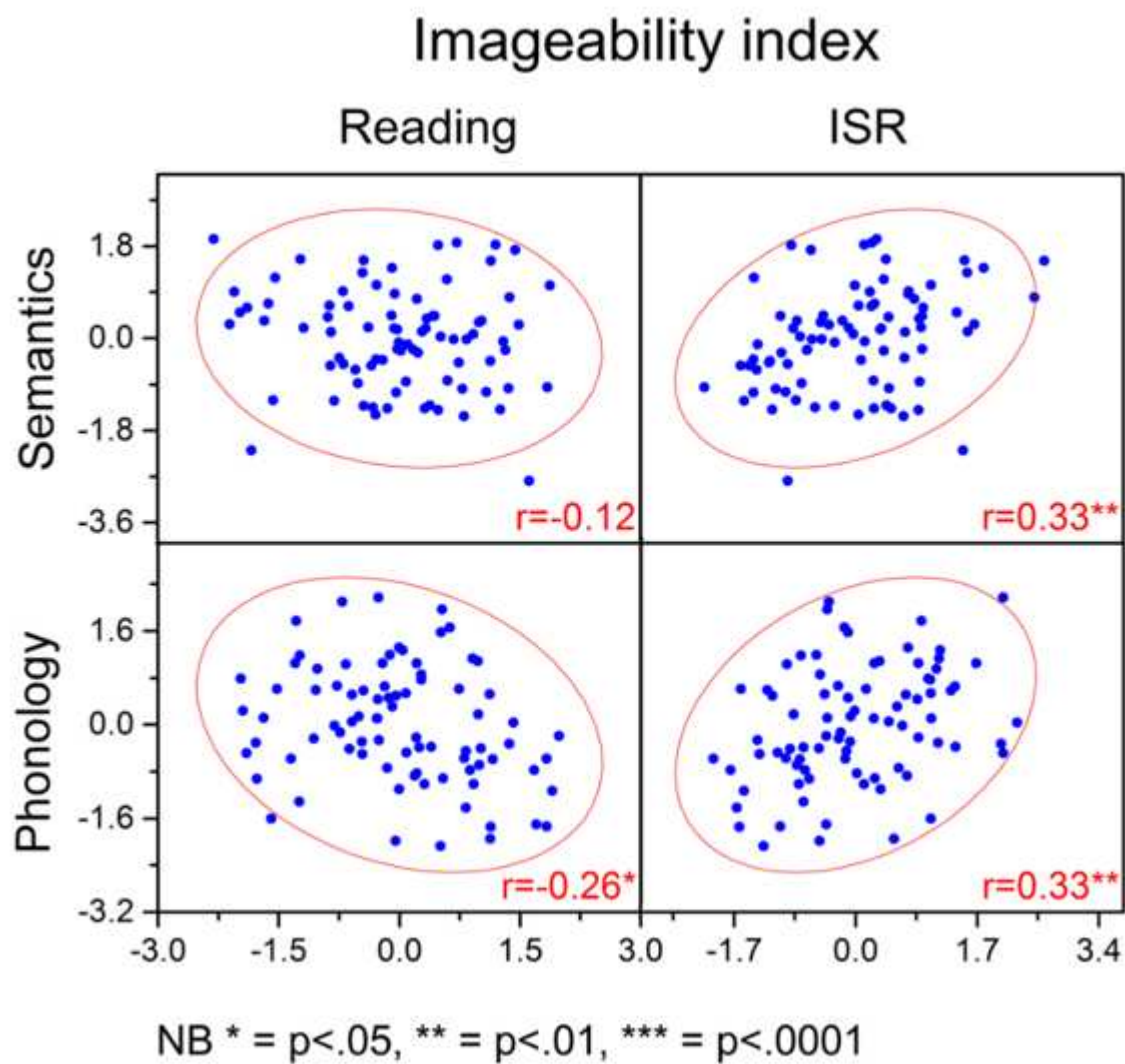 Imageability index
Reading ISR
Semantics
1.8
0.0
-1.8
-3.6
r=-0.12
r=0.33**
Phonology
1.6
0.0
-1.6
-3.2
r=-0.26*
r=0.33**
-3.0 -1.5 0.0 1.5 3.0 -1.7 0.0 1.7 3.4
NB * = p<.05, ** = p<.01, *** = p<.0001